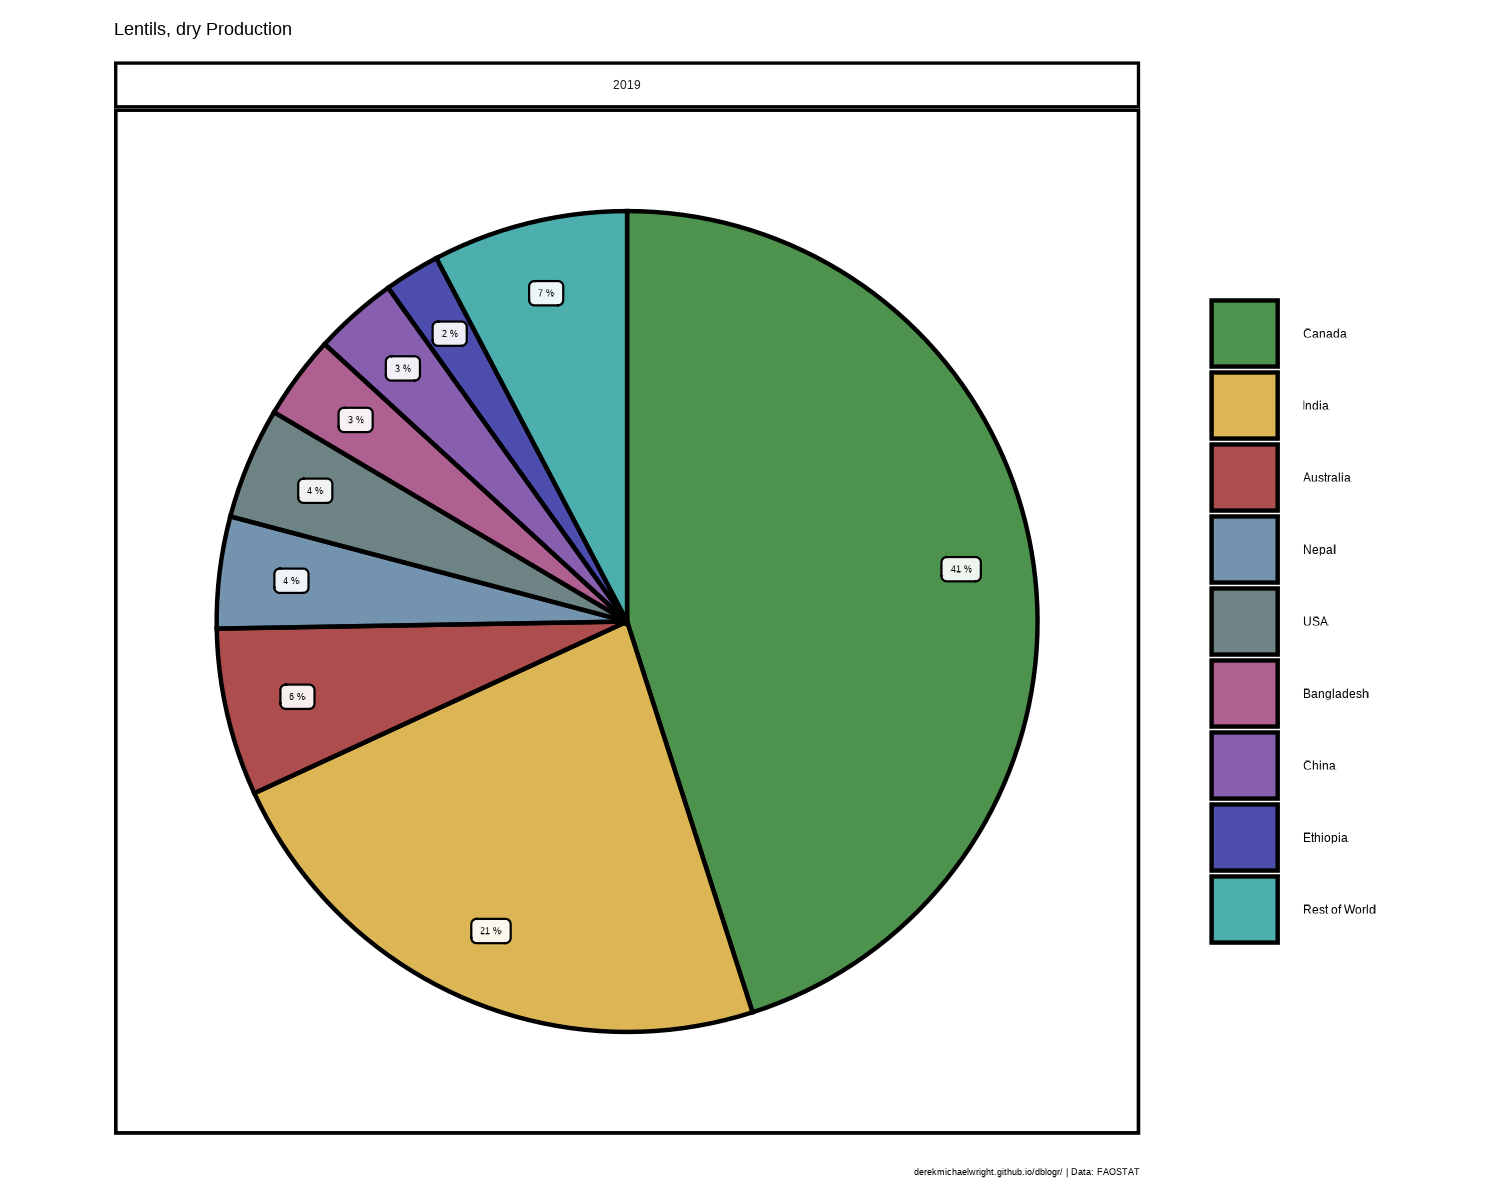 Lentils, dry Production
2019
7 %
2 %
3 %
3 %
4 %
4 %
6 %
21 %
41 %
Canada
India
Australia
Nepal
USA
Bangladesh
China
Ethiopia
Rest of World
derekmichaelwright.github.io/dblogr/ | Data: FAOSTAT